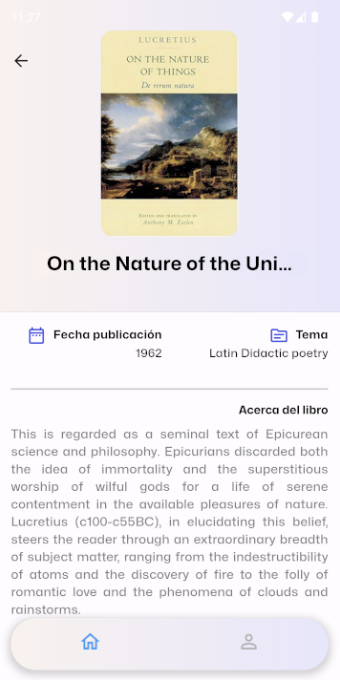 11:27
LUCRETIUS
ON THE NATURE
OF THINGS
De rerum natura
EDITED AND TRANSLATED BY
Anthony M. Esolen
On the Nature of the Uni...
Fecha publicación
1962
Tema
Latin Didactic poetry
Acerca del libro
This is regarded as a seminal text of Epicurean
science and philosophy. Epicurians discarded both
the idea of immortality and the superstitious
worship of wilful gods for a life of serene
contentment in the available pleasures of nature.
Lucretius (c100-c55BC), in elucidating this belief,
steers the reader through an extraordinary breadth
of subject matter, ranging from the indestructibility
of atoms and the discovery of fire to the folly of
romantic love and the phenomena of clouds and
rainstorms.